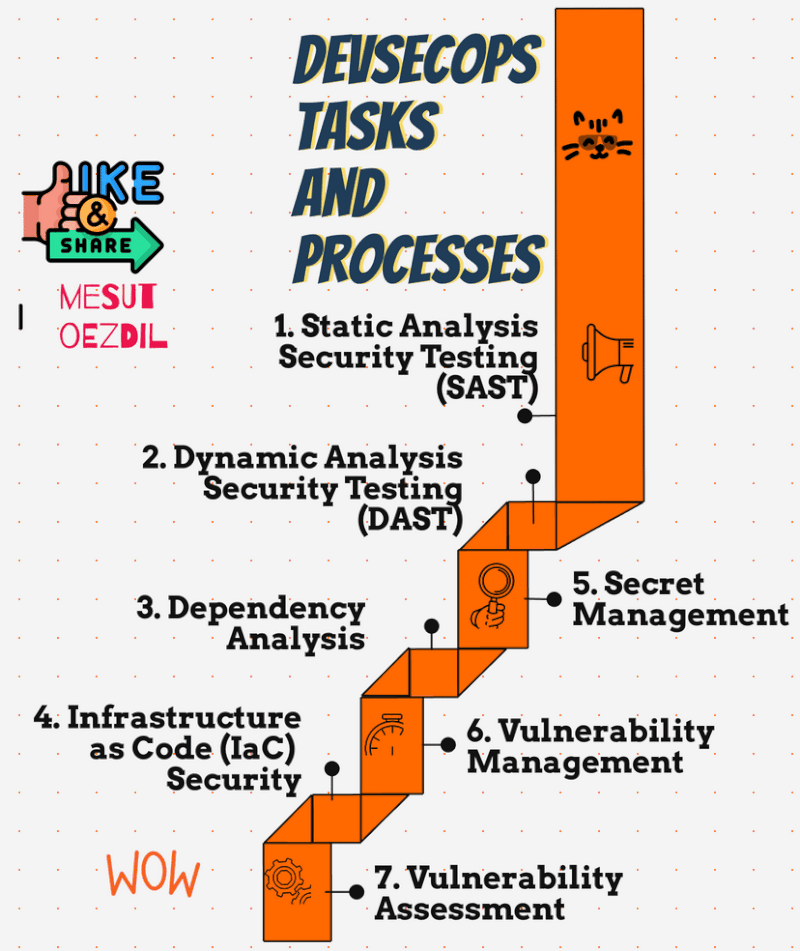 DEVSECOPS
TASKS
AND
PROCESSES
LIKE
&
SHARE
MESUT
OEZDIL
1. Static Analysis
Security Testing
(SAST)
2. Dynamic Analysis
Security Testing
(DAST)
3. Dependency
Analysis
4. Infrastructure
as Code (IaC)
Security
5. Secret
Management
6. Vulnerability
Management
7. Vulnerability
Assessment
WOW